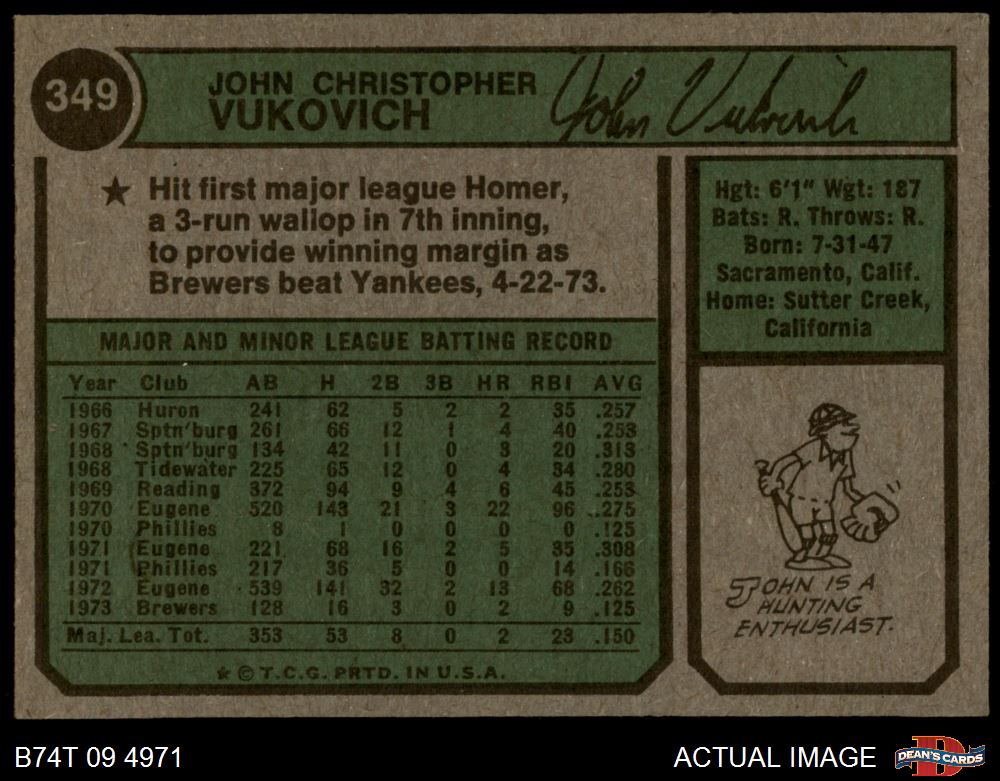 349
JOHN CHRISTOPHER
VUKOVICH
John Vukovich
★ Hit first major league Homer,
a 3-run wallop in 7th inning,
to provide winning margin as
Brewers beat Yankees, 4-22-73.
Hgt: 6'1" Wgt: 187
Bats: R. Throws: R.
Born: 7-31-47
Sacramento, Calif.
Home: Sutter Creek,
California
MAJOR AND MINOR LEAGUE BATTING RECORD
Year Club AB H 2B 3B HR RBI AVG
1966 Huron 241 62 5 2 2 35 .257
1967 Sptn'burg 261 66 12 1 4 40 .253
1968 Sptn'burg 134 42 11 0 3 20 .313
1968 Tidewater 225 65 12 0 4 34 .280
1969 Reading 372 94 9 4 6 45 .253
1970 Eugene 520 143 21 3 22 96 .275
1970 Phillies 8 1 0 0 0 0 .125
1971 Eugene 221 68 16 2 5 35 .308
1971 Phillies 217 36 5 0 0 14 .166
1972 Eugene 539 141 32 2 13 68 .262
1973 Brewers 128 16 3 0 2 9 .125
Maj. Lea. Tot. 353 53 8 0 2 23 .150
★ © T.C.G. PRTD. IN U.S.A.
JOHN IS A
HUNTING
ENTHUSIAST.
B74T 09 4971
ACTUAL IMAGE
D
DEAN'S CARDS